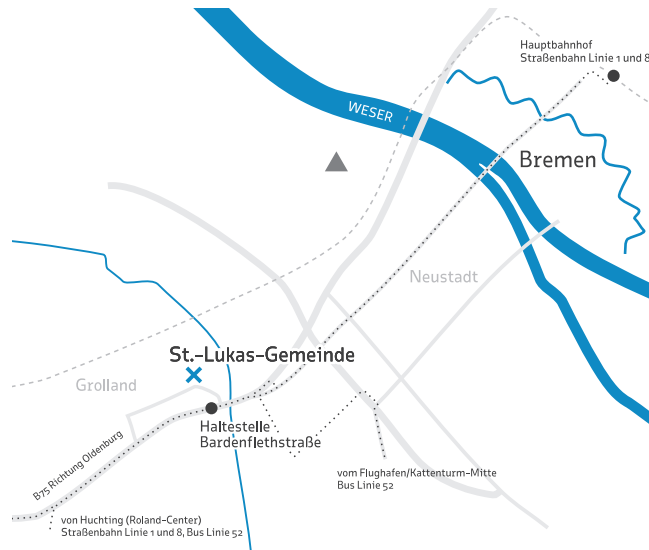 Hauptbahnhof
Straßenbahn Linie 1 und 8
WESER
Bremen
Neustadt
St.-Lukas-Gemeinde
Grolland
Haltestelle
Bardenflethstraße
B75 Richtung Oldenburg
vom Flughafen/Kattenturm-Mitte
Bus Linie 52
von Huchting (Roland-Center)
Straßenbahn Linie 1 und 8, Bus Linie 52